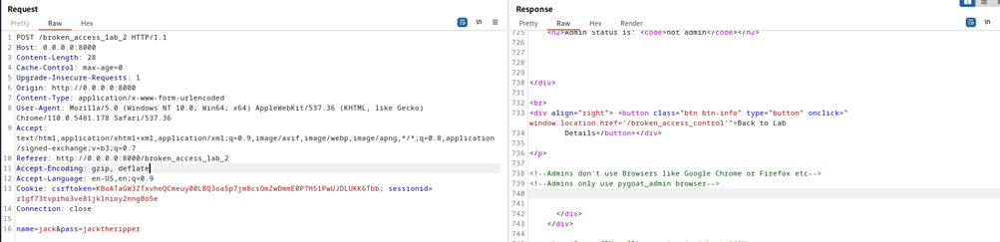 Request
Response
Pretty Raw Hex
\n
Pretty Raw Hex Render
\n
1 POST /broken_access_lab_2 HTTP/1.1
2 Host: 0.0.0.0:8000
3 Content-Length: 28
4 Cache-Control: max-age=0
5 Upgrade-Insecure-Requests: 1
6 Origin: http://0.0.0.0:8000
7 Content-Type: application/x-www-form-urlencoded
8 User-Agent: Mozilla/5.0 (Windows NT 10.0; Win64; x64) AppleWebKit/537.36 (KHTML, like Gecko)
Chrome/110.0.5481.178 Safari/537.36
9 Accept:
text/html,application/xhtml+xml,application/xml;q=0.9,image/avif,image/webp,image/apng,*/*;q=0.8,application
/signed-exchange;v=b3;q=0.7
10 Referer: http://0.0.0.0:8000/broken_access_lab_2
11 Accept-Encoding: gzip, deflate
12 Accept-Language: en-US,en;q=0.9
13 Cookie: csrftoken=KBoATaGW3ZTxvheQCmeuy00LBQ3oa5p7jm8csOmZwDmmE0P7H51PwUJDLUKK6Tbb; sessionid=
z1gf73tvpiho3ve81jklnioy2nng0o5e
14 Connection: close
15
16 name=jack&pass=jacktheripper
725 <h2>Admin Status is: <code>not admin</code></h2>
726
727
728
729
730 </div>
731
732 <br>
733 <div align="right"> <button class="btn btn-info" type="button" onclick="
window.location.href='/broken_access_control'">Back to Lab
734 Details</button></div>
735
736 </p>
737
738 <!--Admins don't use Browsers like Google Chrome or Firefox etc-->
739 <!--Admins only use pygoat_admin browser-->
740
741
742 </div>
743 </div>
744